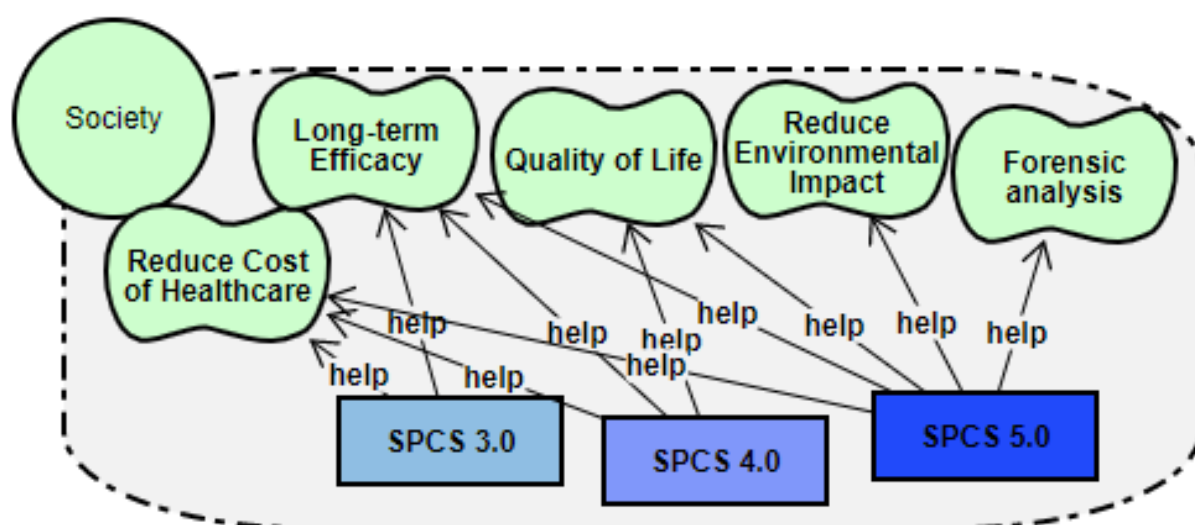 Society
Long-term
Efficacy
Quality of Life
Reduce
Environmental
Impact
Forensic
analysis
Reduce Cost
of Healthcare
help
help
help
help
help
help
help
help
help
help
SPCS 3.0
SPCS 4.0
SPCS 5.0